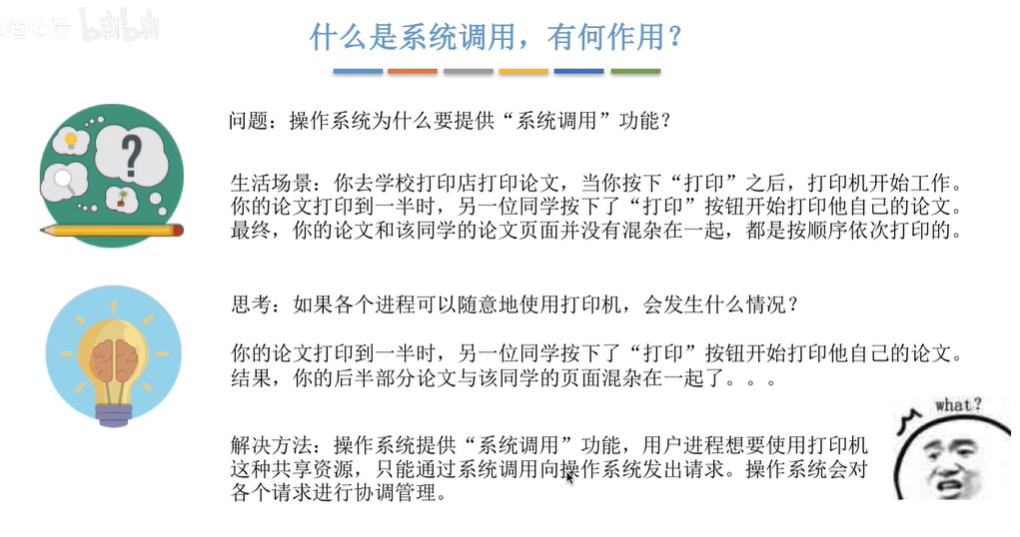 什么是系统调用，有何作用？
问题：操作系统为什么要提供“系统调用”功能？
生活场景：你去学校打印店打印论文，当你按下“打印”之后，打印机开始工作。
你的论文打印到一半时，另一位同学按下了“打印”按钮开始打印他自己的论文。
最终，你的论文和该同学的论文页面并没有混杂在一起，都是按顺序依次打印的。
思考：如果各个进程可以随意地使用打印机，会发生什么情况？
你的论文打印到一半时，另一位同学按下了“打印”按钮开始打印他自己的论文。
结果，你的后半部分论文与该同学的页面混杂在一起了。。。
what?
解决方法：操作系统提供“系统调用”功能，用户进程想要使用打印机
这种共享资源，只能通过系统调用向操作系统发出请求。操作系统会对
各个请求进行协调管理。